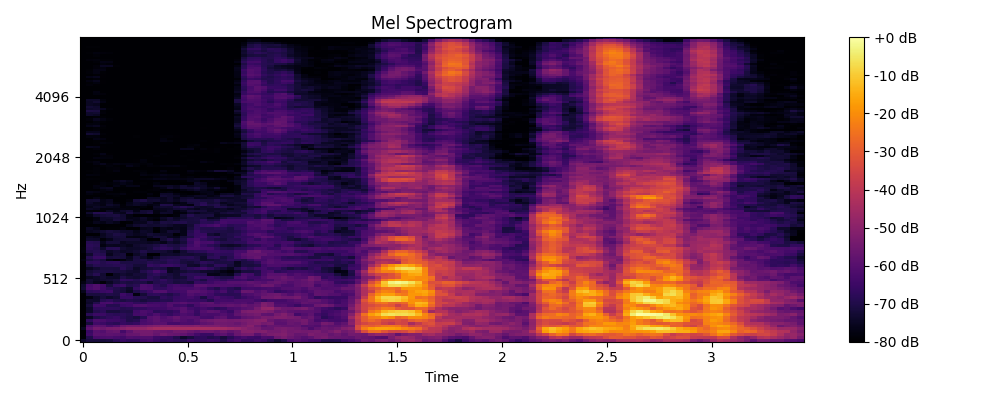 Mel Spectrogram
+0 dB
-10 dB
-20 dB
-30 dB
-40 dB
-50 dB
-60 dB
-70 dB
-80 dB
Hz
4096
2048
1024
512
0
0 0.5 1 1.5 2 2.5 3
Time